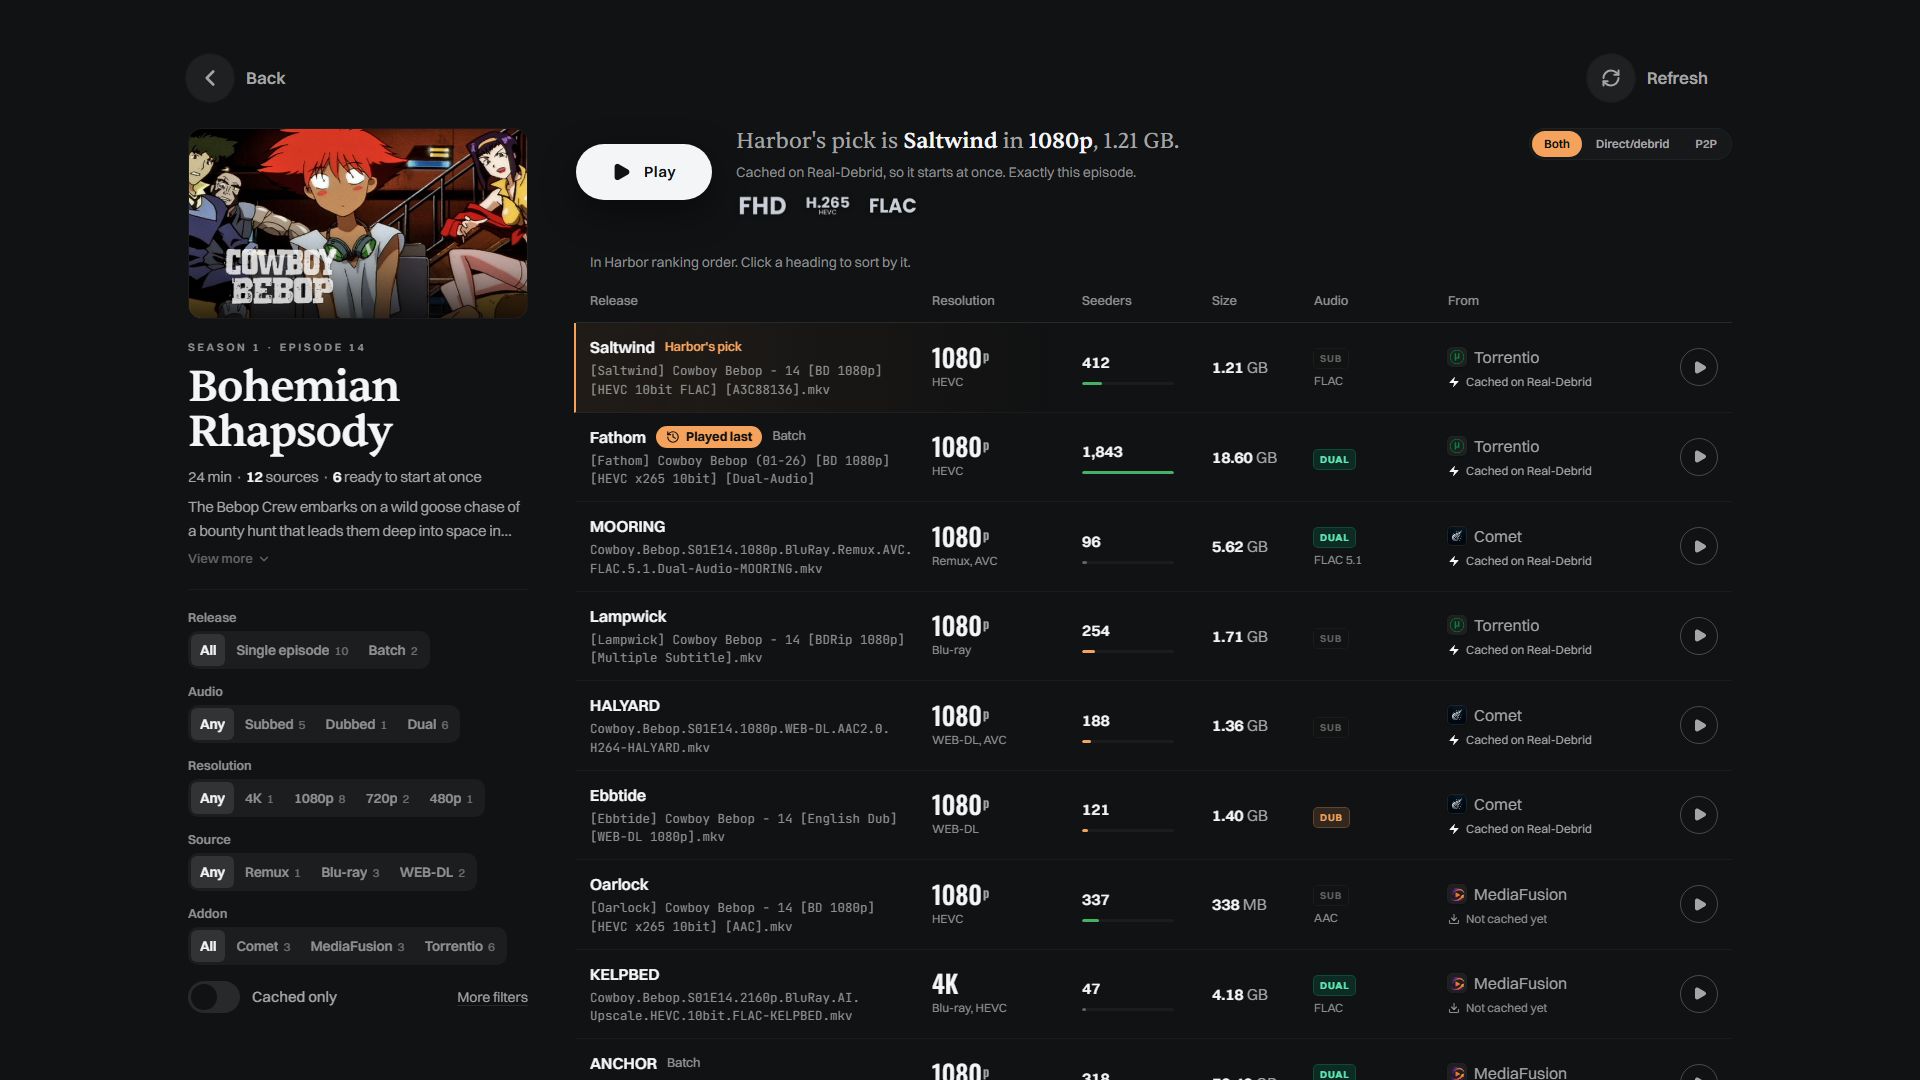 Back
Refresh
COWBOY
BEBOP
SEASON 1 · EPISODE 14
Bohemian
Rhapsody
24 min · 12 sources · 6 ready to start at once
The Bebop Crew embarks on a wild goose chase of
a bounty hunt that leads them deep into space in...
View more
Release
All Single episode 10 Batch 2
Audio
Any Subbed 5 Dubbed 1 Dual 6
Resolution
Any 4K 1 1080p 8 720p 2 480p 1
Source
Any Remux 1 Blu-ray 3 WEB-DL 2
Addon
All Comet 3 MediaFusion 3 Torrentio 6
Cached only
More filters
Play
Harbor's pick is Saltwind in 1080p, 1.21 GB.
Cached on Real-Debrid, so it starts at once. Exactly this episode.
FHD H.265 HEVC FLAC
Both Direct/debrid P2P
In Harbor ranking order. Click a heading to sort by it.
Release Resolution Seeders Size Audio From
Saltwind Harbor's pick
[Saltwind] Cowboy Bebop - 14 [BD 1080p]
[HEVC 10bit FLAC] [A3C88136].mkv
1080p
HEVC
412
1.21 GB
SUB
FLAC
Torrentio
Cached on Real-Debrid
Fathom Played last Batch
[Fathom] Cowboy Bebop (01-26) [BD 1080p]
[HEVC x265 10bit] [Dual-Audio]
1080p
HEVC
1,843
18.60 GB
DUAL
Torrentio
Cached on Real-Debrid
MOORING
Cowboy.Bebop.S01E14.1080p.BluRay.Remux.AVC.
FLAC.5.1.Dual-Audio-MOORING.mkv
1080p
Remux, AVC
96
5.62 GB
DUAL
FLAC 5.1
Comet
Cached on Real-Debrid
Lampwick
[Lampwick] Cowboy Bebop - 14 [BDRip 1080p]
[Multiple Subtitle].mkv
1080p
Blu-ray
254
1.71 GB
SUB
Torrentio
Cached on Real-Debrid
HALYARD
Cowboy.Bebop.S01E14.1080p.WEB-DL.AAC2.0.
H264-HALYARD.mkv
1080p
WEB-DL, AVC
188
1.36 GB
SUB
Comet
Cached on Real-Debrid
Ebbtide
[Ebbtide] Cowboy Bebop - 14 [English Dub]
[WEB-DL 1080p].mkv
1080p
WEB-DL
121
1.40 GB
DUB
Comet
Cached on Real-Debrid
Oarlock
[Oarlock] Cowboy Bebop - 14 [BD 1080p]
[HEVC x265 10bit] [AAC].mkv
1080p
HEVC
337
338 MB
SUB
AAC
MediaFusion
Not cached yet
KELPBED
Cowboy.Bebop.S01E14.2160p.BluRay.AI.
Upscale.HEVC.10bit.FLAC-KELPBED.mkv
4K
Blu-ray, HEVC
47
4.18 GB
DUAL
FLAC
MediaFusion
Not cached yet
ANCHOR Batch
1080p
318
DUAL
MediaFusion